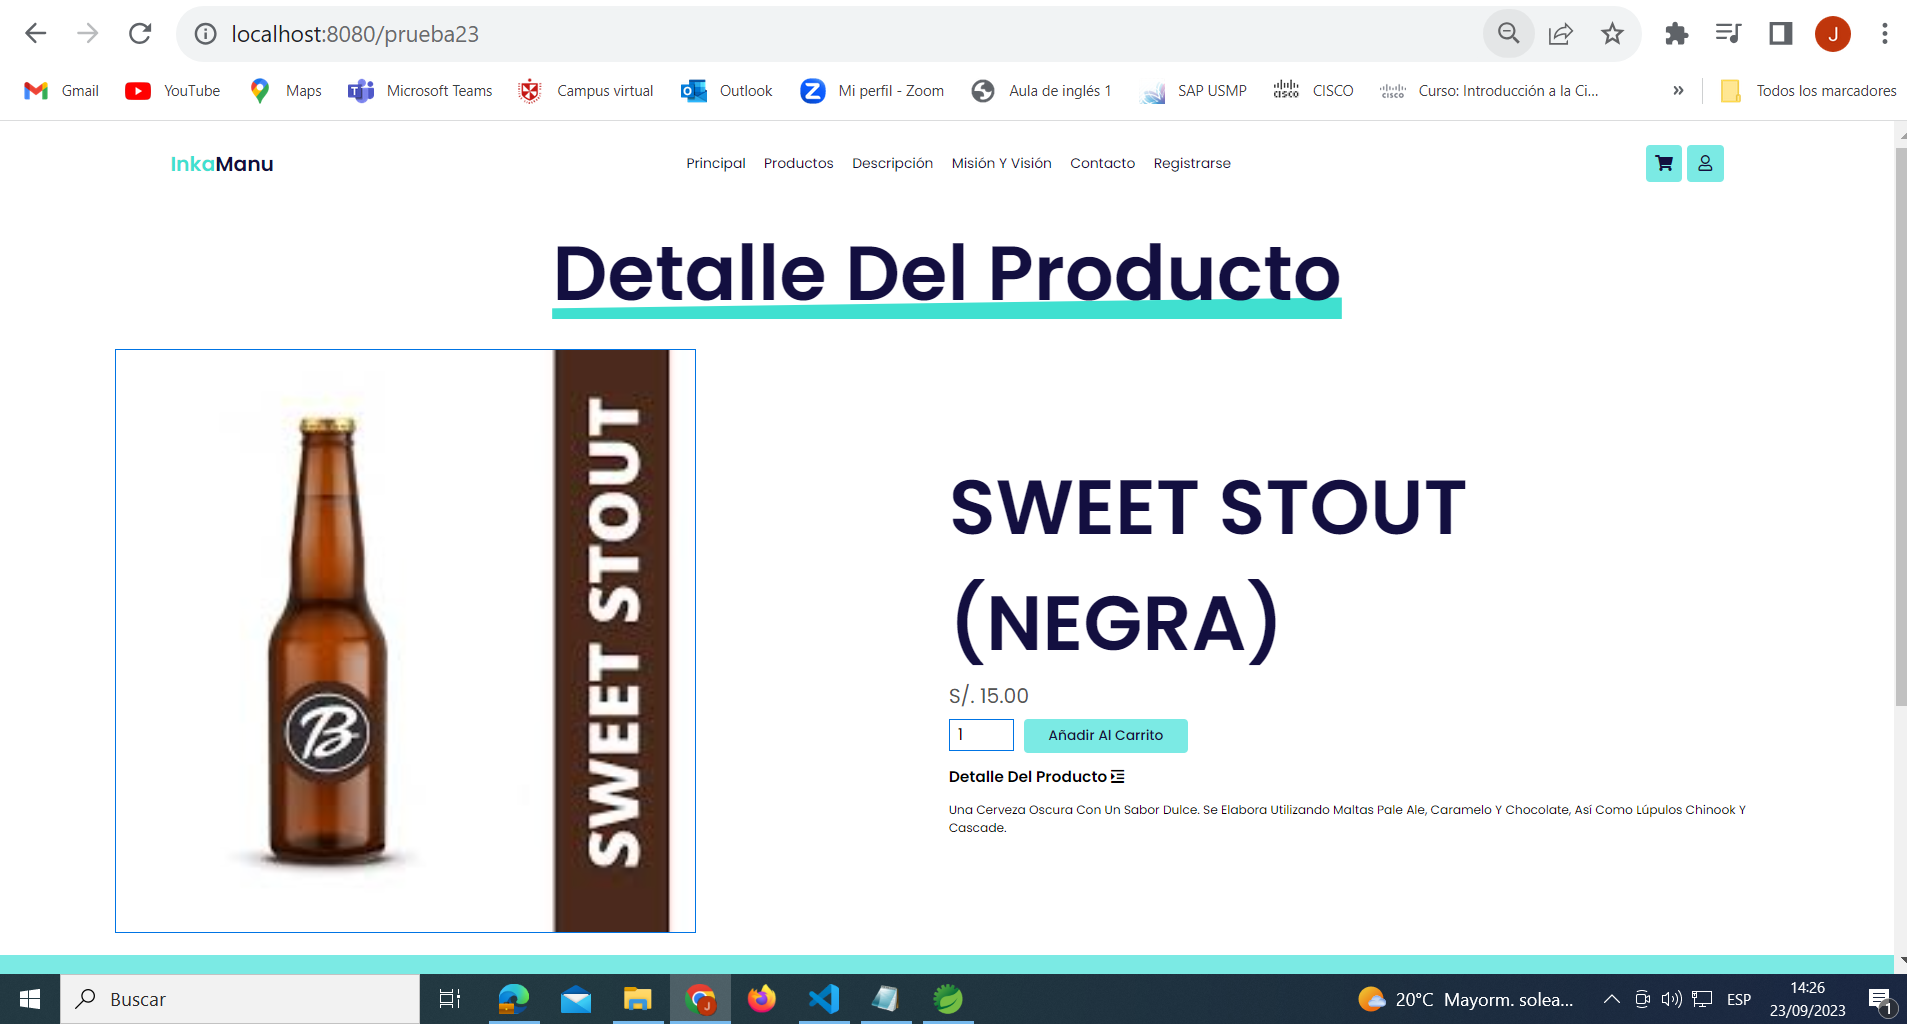 localhost:8080/prueba23
J
Gmail
YouTube
Maps
Microsoft Teams
Campus virtual
Outlook
Mi perfil - Zoom
Aula de inglés 1
SAP USMP
CISCO
Curso: Introducción a la Ci...
»
Todos los marcadores
InkaManu
Principal
Productos
Descripción
Misión Y Visión
Contacto
Registrarse
Detalle Del Producto
B
SWEET STOUT
SWEET STOUT
(NEGRA)
S/. 15.00
1
Añadir Al Carrito
Detalle Del Producto
Una Cerveza Oscura Con Un Sabor Dulce. Se Elabora Utilizando Maltas Pale Ale, Caramelo Y Chocolate, Así Como Lúpulos Chinook Y
Cascade.
Buscar
20°C Mayorm. solea...
ESP
14:26
23/09/2023
1